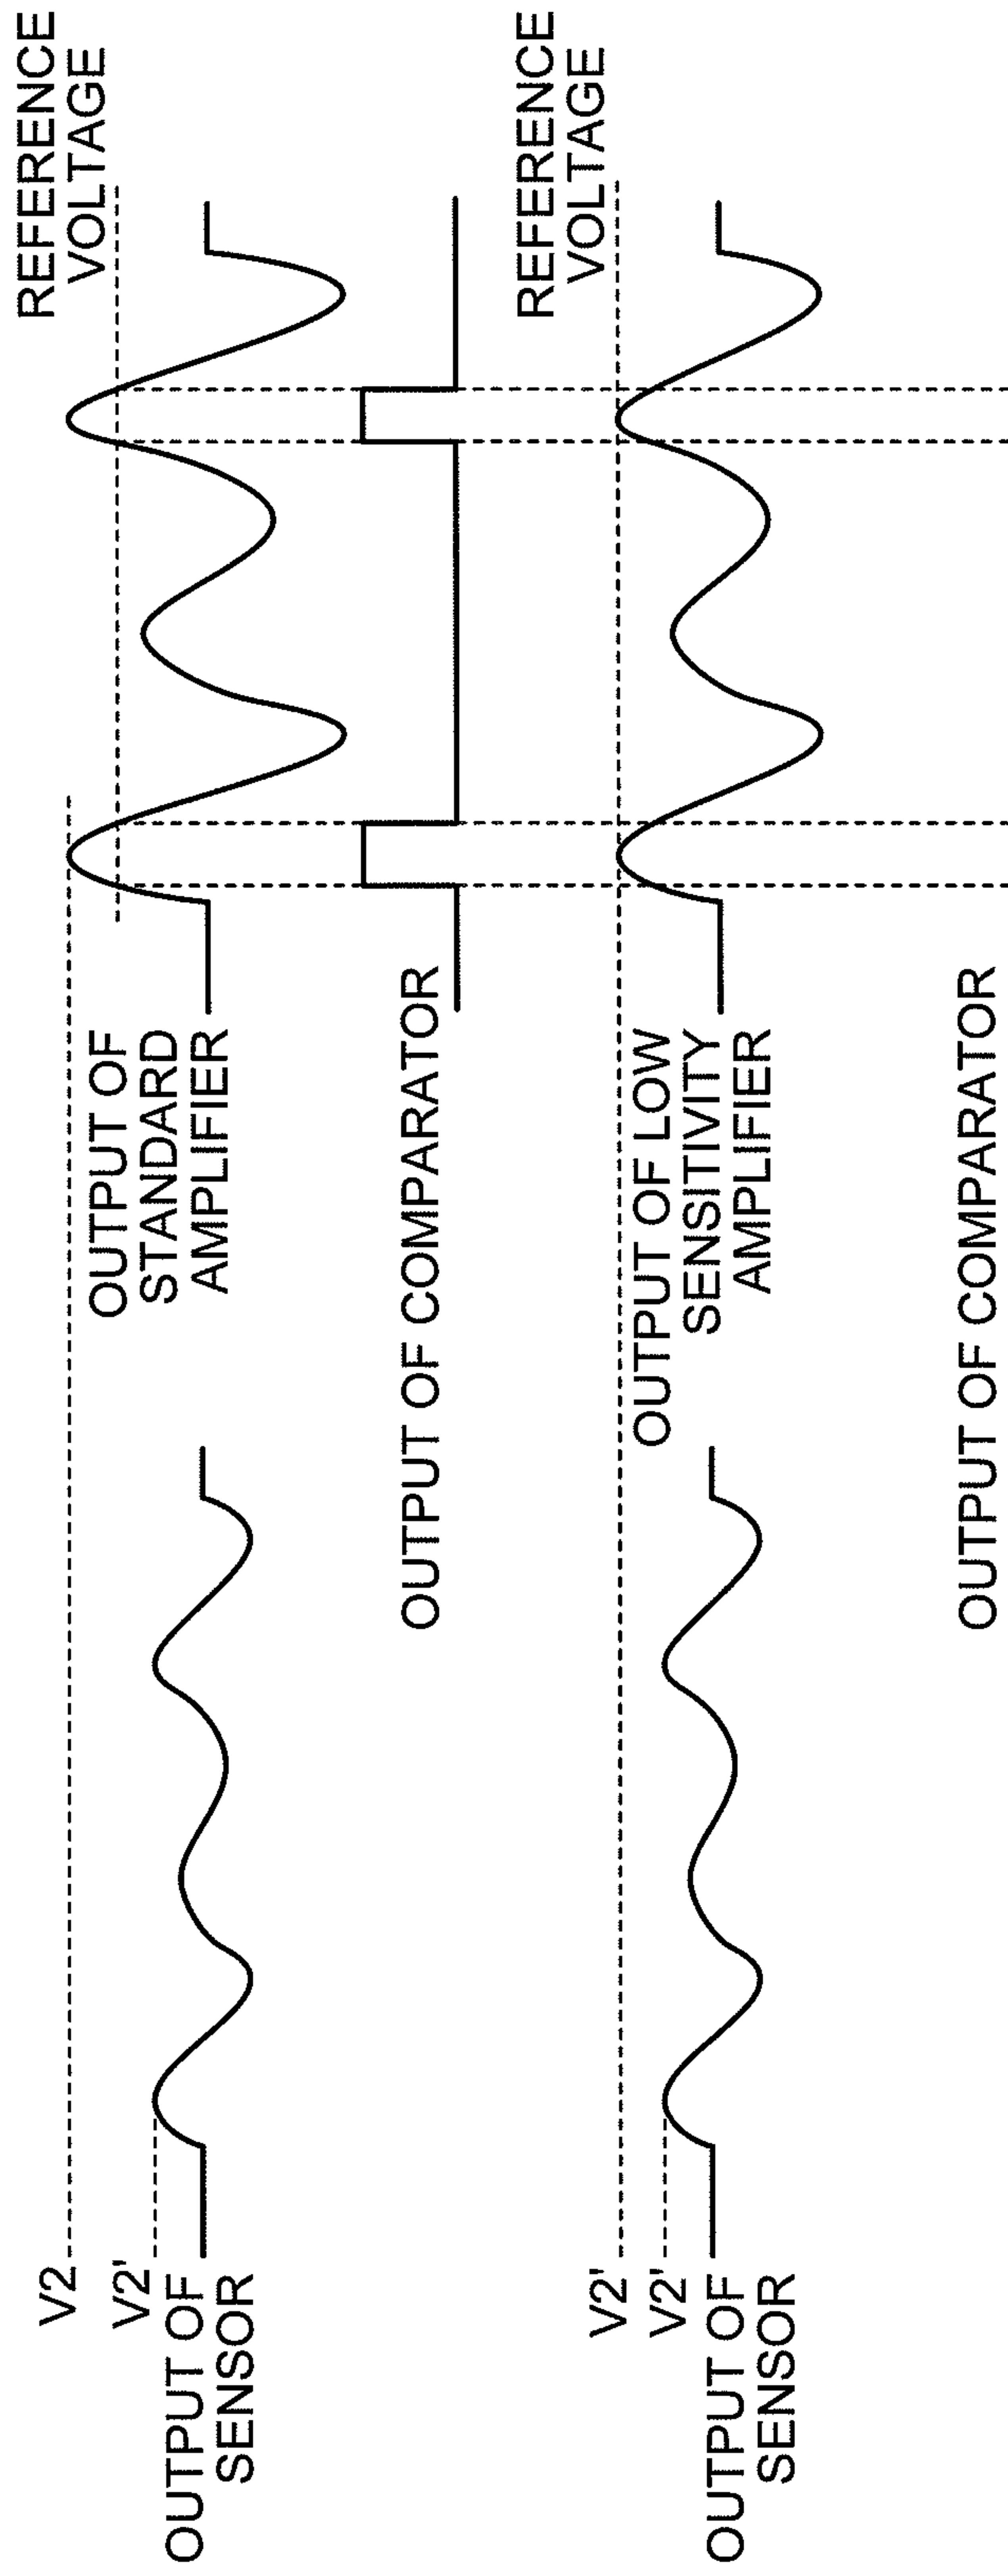 V2
V2'
OUTPUT OF
SENSOR
OUTPUT OF
STANDARD
AMPLIFIER
REFERENCE
VOLTAGE
OUTPUT OF COMPARATOR
V2'
V2'
OUTPUT OF
SENSOR
OUTPUT OF LOW
SENSITIVITY
AMPLIFIER
REFERENCE
VOLTAGE
OUTPUT OF COMPARATOR